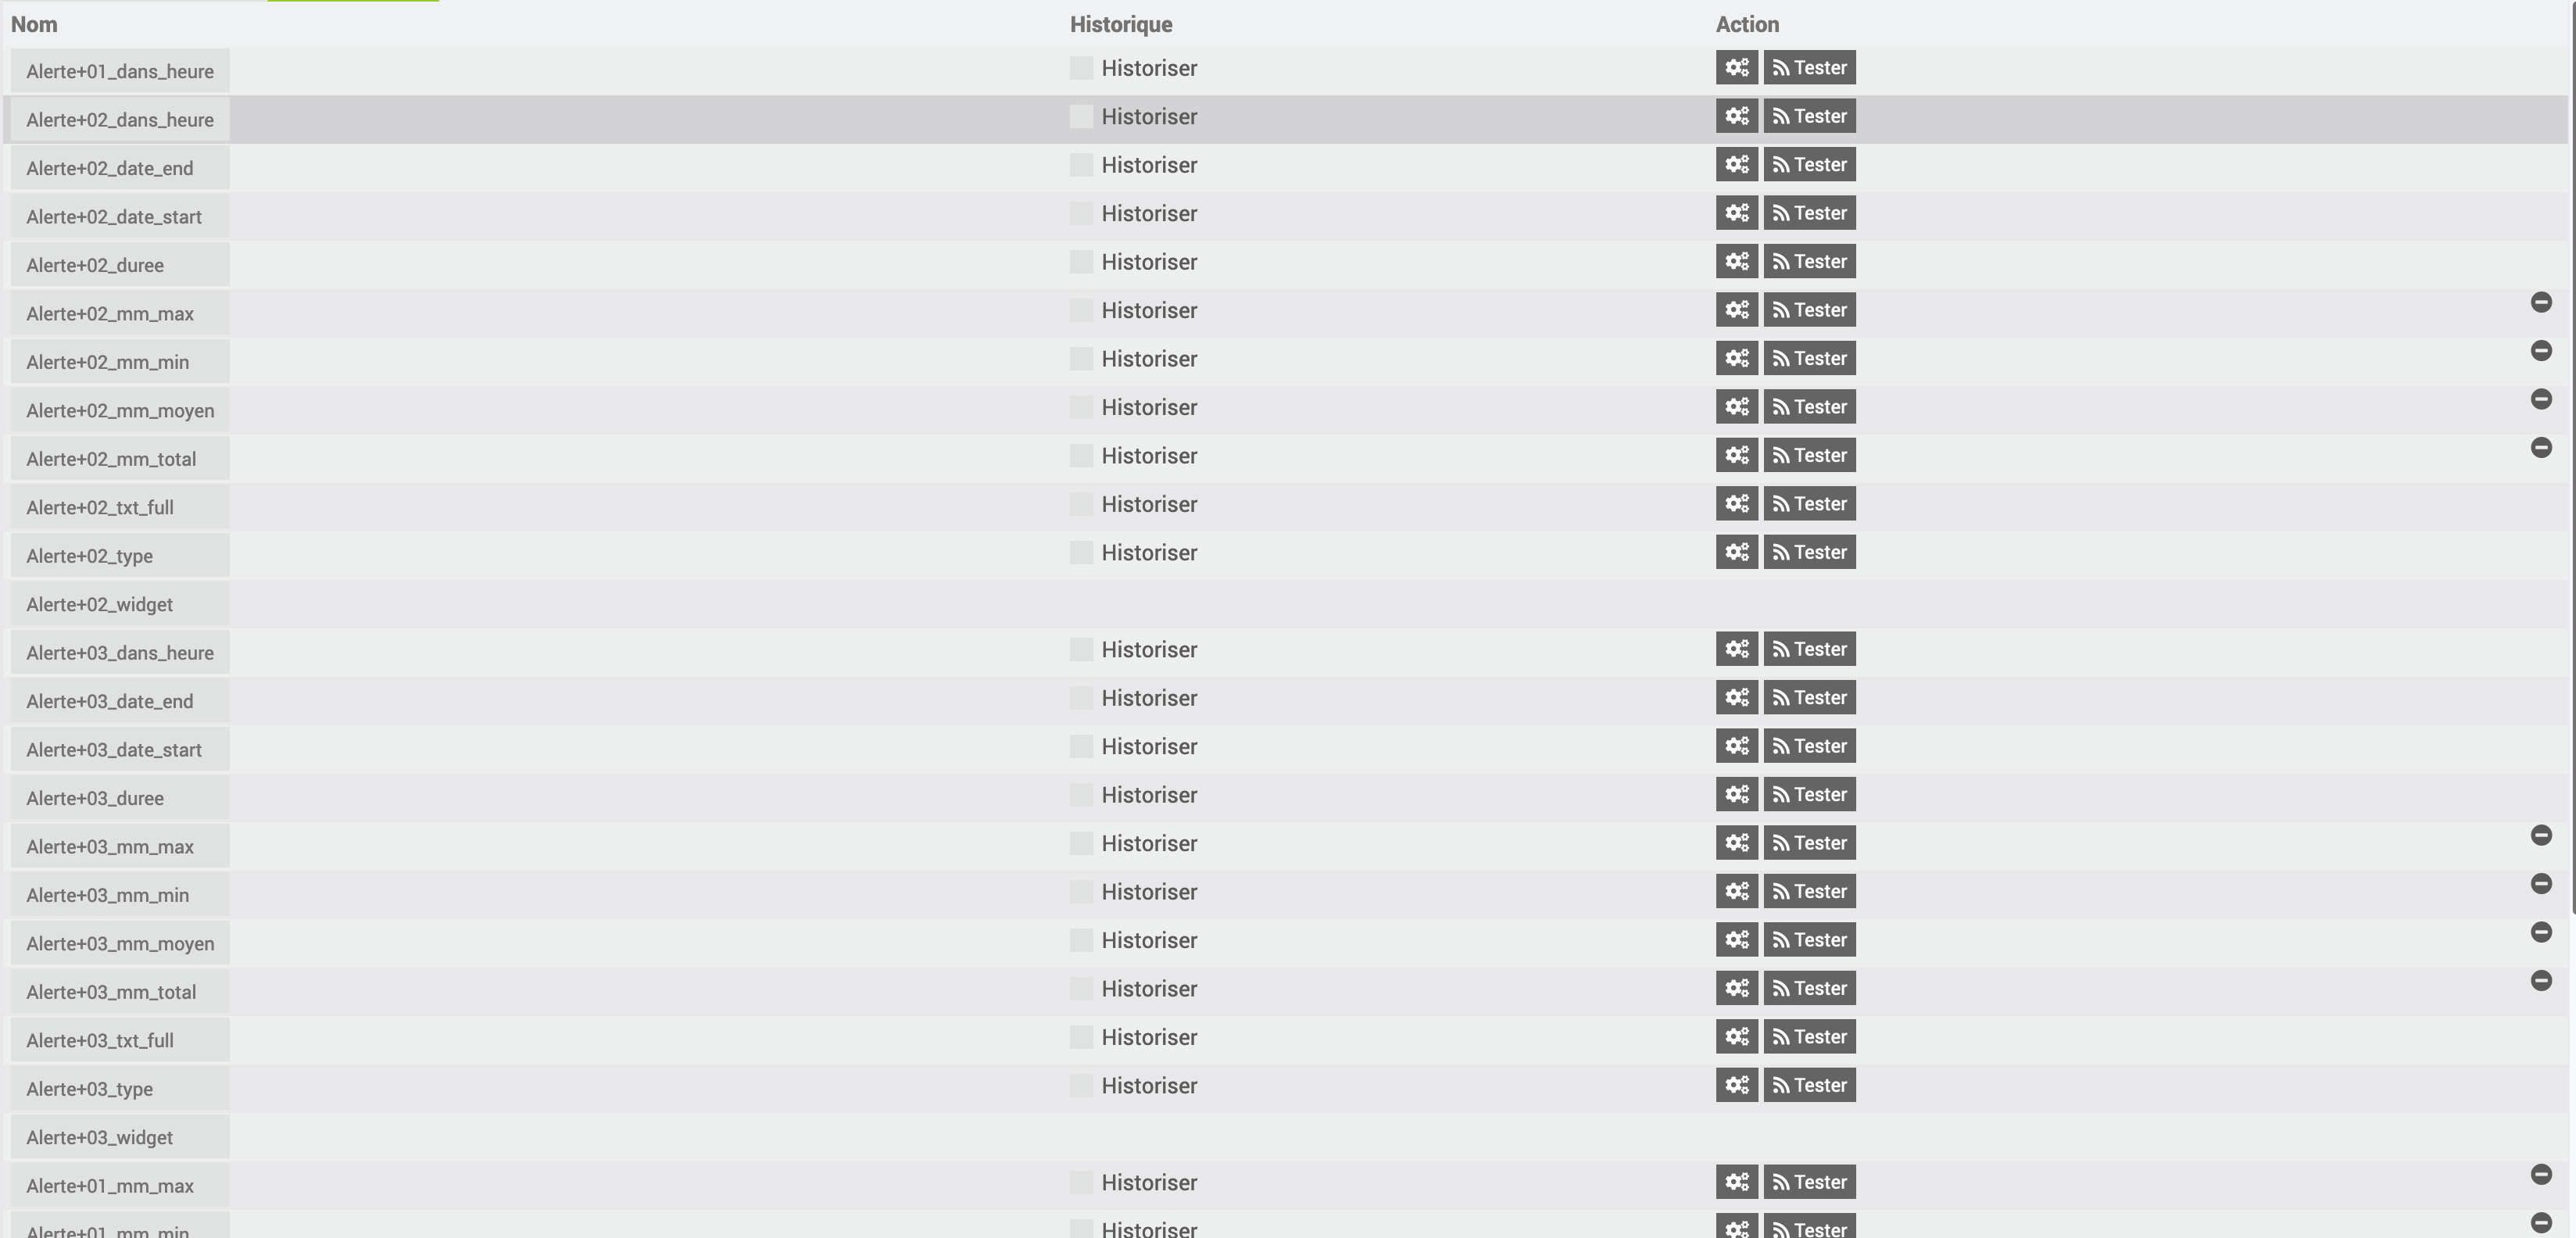 Nom Historique Action
Alerte+01_dans_heure Historiser Tester
Alerte+02_dans_heure Historiser Tester
Alerte+02_date_end Historiser Tester
Alerte+02_date_start Historiser Tester
Alerte+02_duree Historiser Tester
Alerte+02_mm_max Historiser Tester
Alerte+02_mm_min Historiser Tester
Alerte+02_mm_moyen Historiser Tester
Alerte+02_mm_total Historiser Tester
Alerte+02_txt_full Historiser Tester
Alerte+02_type Historiser Tester
Alerte+02_widget
Alerte+03_dans_heure Historiser Tester
Alerte+03_date_end Historiser Tester
Alerte+03_date_start Historiser Tester
Alerte+03_duree Historiser Tester
Alerte+03_mm_max Historiser Tester
Alerte+03_mm_min Historiser Tester
Alerte+03_mm_moyen Historiser Tester
Alerte+03_mm_total Historiser Tester
Alerte+03_txt_full Historiser Tester
Alerte+03_type Historiser Tester
Alerte+03_widget
Alerte+01_mm_max Historiser Tester
Alerte+01_mm_min Historiser Tester